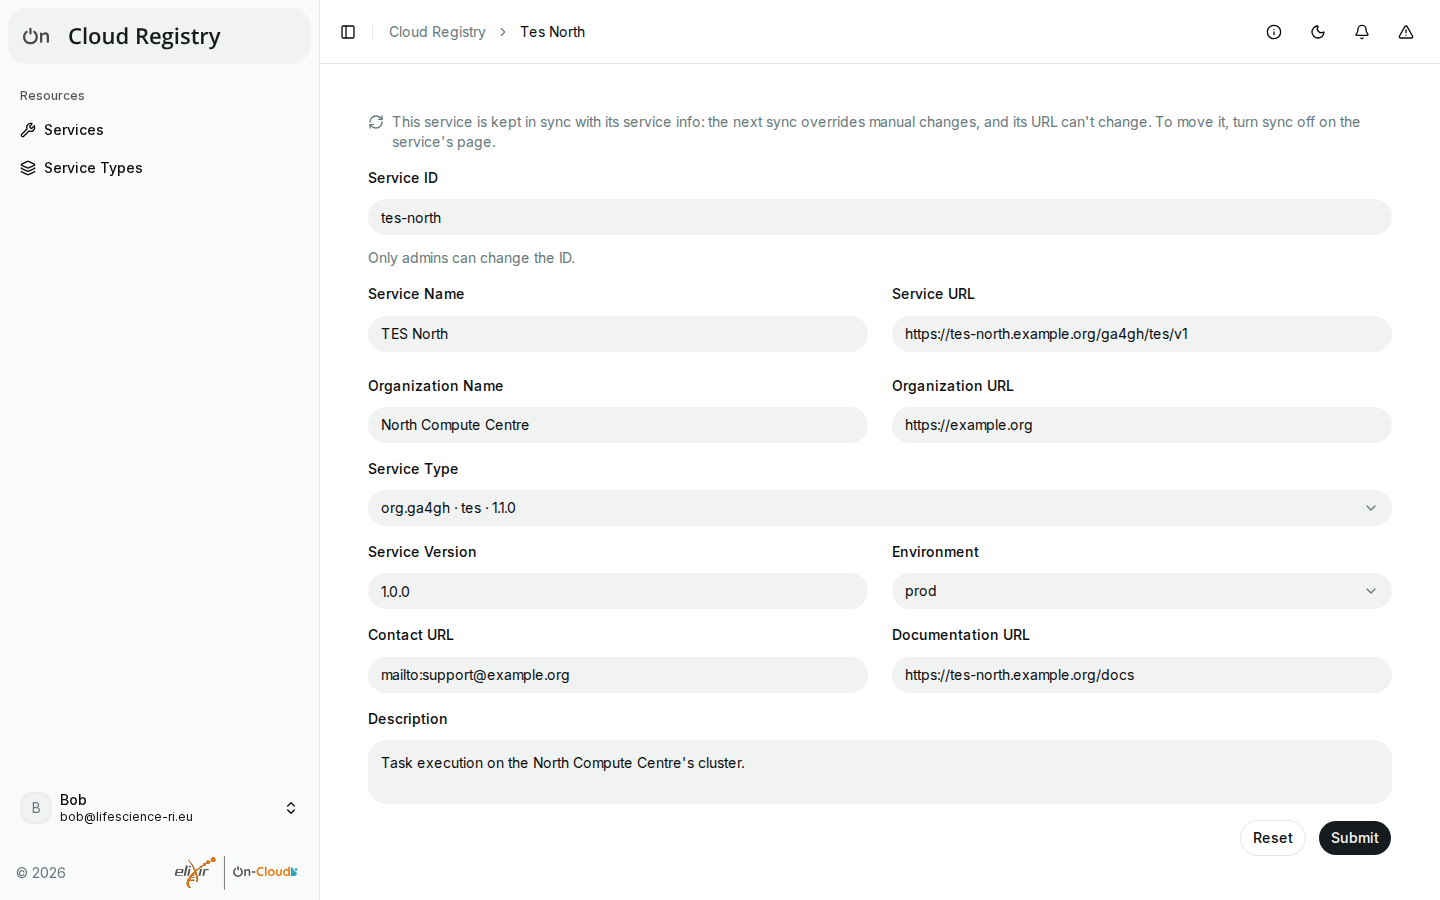 On Cloud Registry
Cloud Registry
Tes North
Resources
Services
Service Types
This service is kept in sync with its service info: the next sync overrides manual changes, and its URL can't change. To move it, turn sync off on the
service's page.
Service ID
tes-north
Only admins can change the ID.
Service Name
Service URL
TES North
https://tes-north.example.org/ga4gh/tes/v1
Organization Name
Organization URL
North Compute Centre
https://example.org
Service Type
org.ga4gh · tes · 1.1.0
Service Version
Environment
1.0.0
prod
Contact URL
Documentation URL
mailto:support@example.org
https://tes-north.example.org/docs
Description
Task execution on the North Compute Centre's cluster.
Reset
Submit
B
Bob
bob@lifescience-ri.eu
© 2026
elixir
On-Cloud